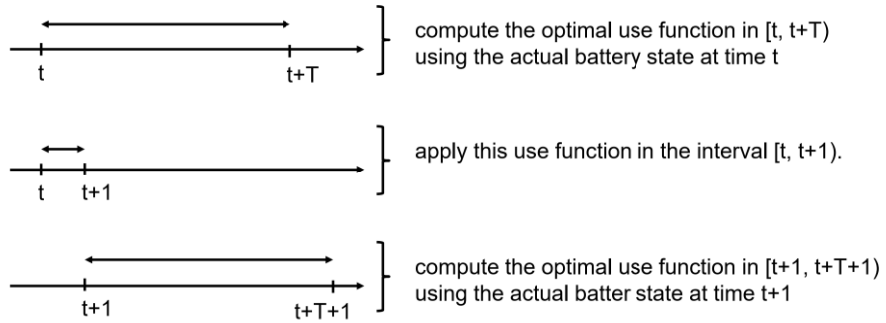 compute the optimal use function in [t, t+T)
using the actual battery state at time t
t
t+T
apply this use function in the interval [t, t+1).
t
t+1
compute the optimal use function in [t+1, t+T+1)
using the actual batter state at time t+1
t+1
t+T+1